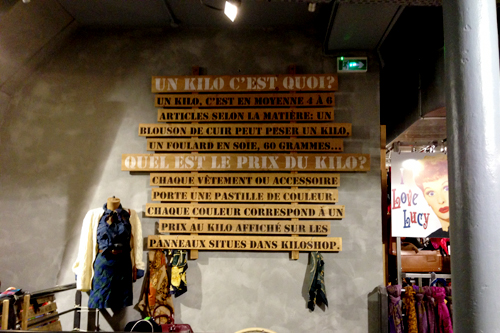 UN KILO C'EST QUOI?
UN KILO, C'EST EN MOYENNE 4 À 6
ARTICLES SELON LA MATIÈRE: UN
BLOUSON DE CUIR PEUT PESER UN KILO,
UN FOULARD EN SOIE, 60 GRAMMES...
QUEL EST LE PRIX DU KILO?
CHAQUE VÊTEMENT OU ACCESSOIRE
PORTE UNE PASTILLE DE COULEUR.
CHAQUE COULEUR CORRESPOND À UN
PRIX AU KILO AFFICHÉ SUR LES
PANNEAUX SITUES DANS KILOSHOP.
Love
Lucy